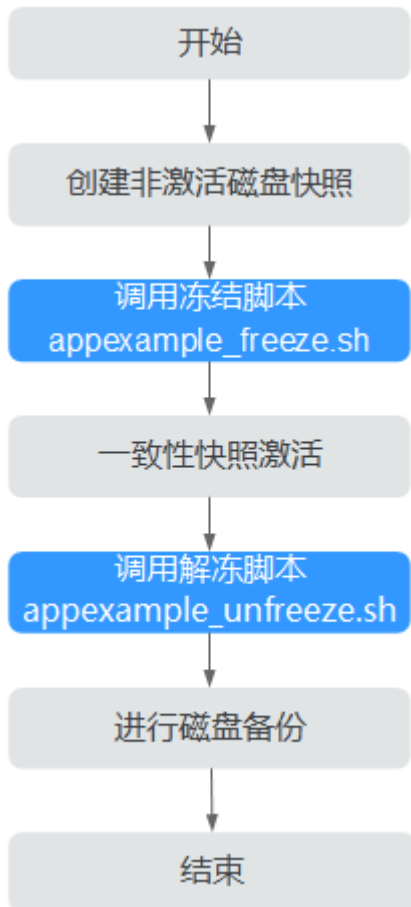 开始
创建非激活磁盘快照
调用冻结脚本
appexample_freeze.sh
一致性快照激活
调用解冻脚本
appexample_unfreeze.sh
进行磁盘备份
结束